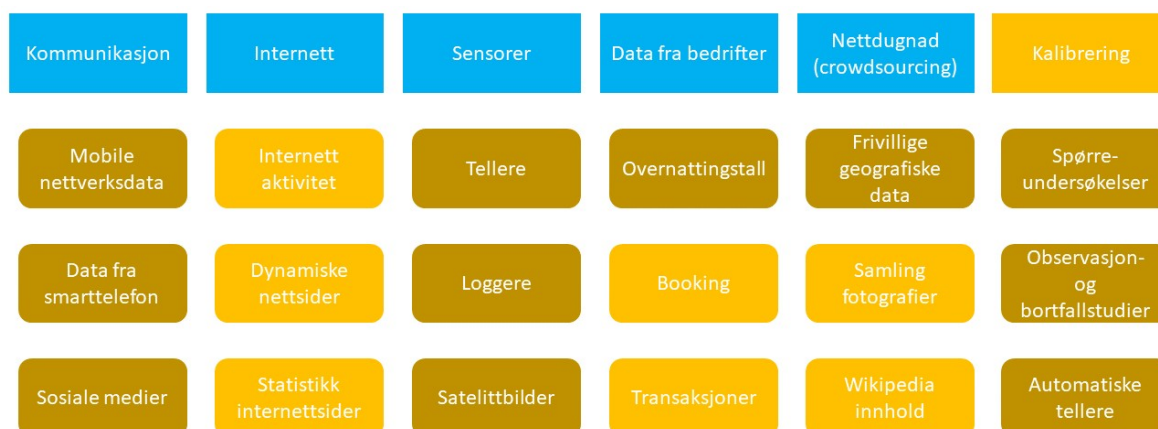 Kommunikasjon
Internett
Sensorer
Data fra bedrifter
Nettdugnad
(crowdsourcing)
Kalibrering
Mobile
nettverksdata
Internett
aktivitet
Tellere
Overnattingstall
Frivillige
geografiske
data
Spørre-
undersøkelser
Data fra
smarttelefon
Dynamiske
nettsider
Loggere
Booking
Samling
fotografier
Observasjon-
og
bortfallstudier
Sosiale medier
Statistikk
internettsider
Satelittbilder
Transaksjoner
Wikipedia
innhold
Automatiske
tellere